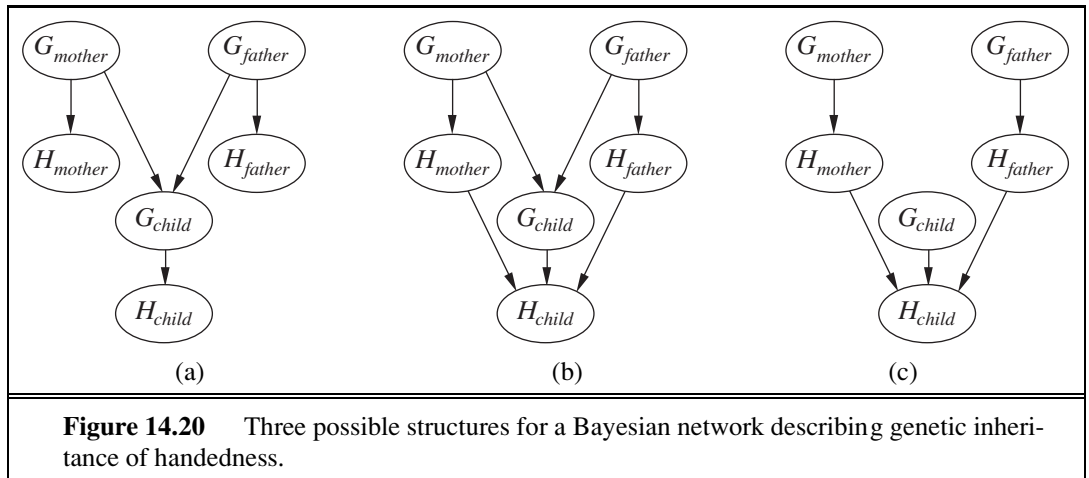 G_mother G_father G_mother G_father G_mother G_father
H_mother H_father H_mother H_father H_mother H_father
G_child G_child G_child
H_child H_child H_child
(a) (b) (c)
Figure 14.20 Three possible structures for a Bayesian network describing genetic inheri-
tance of handedness.